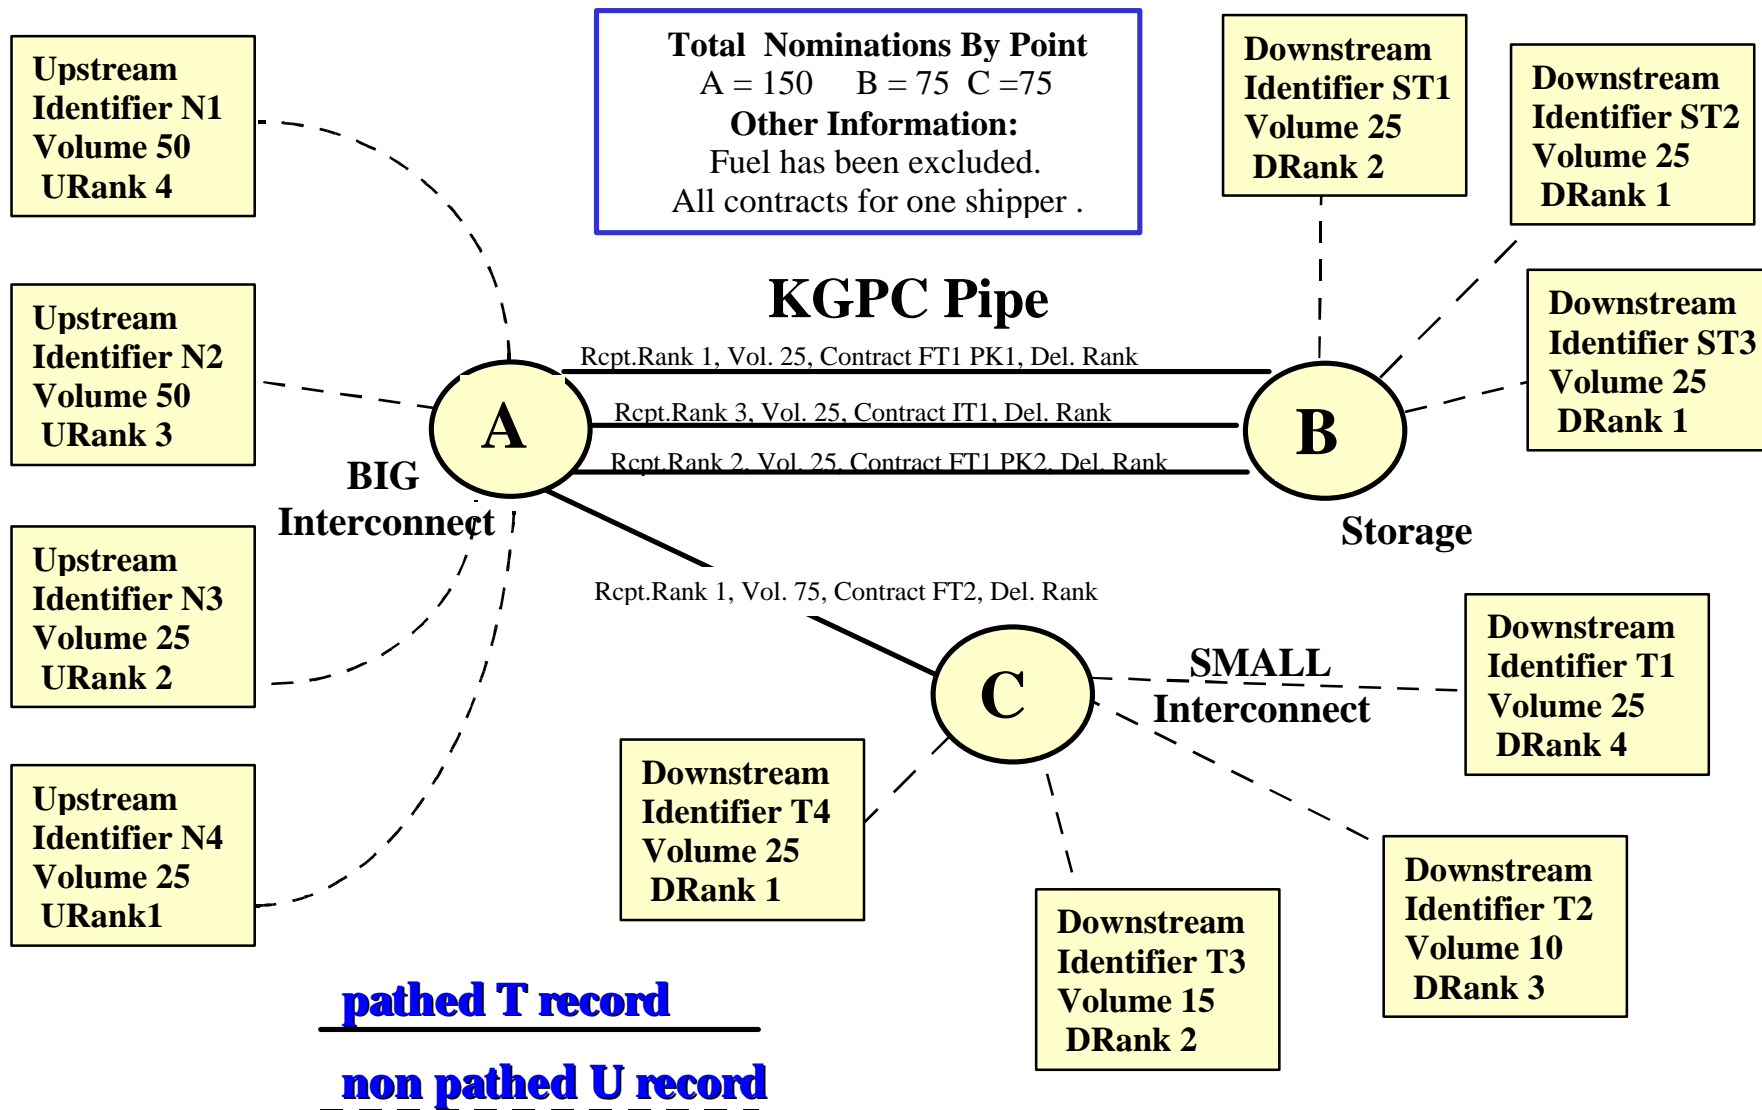 Total Nominations By Point
A = 150 B = 75 C =75
Other Information:
Fuel has been excluded.
All contracts for one shipper .
Upstream
Identifier N1
Volume 50
URank 4
Downstream
Identifier ST1
Volume 25
DRank 2
Downstream
Identifier ST2
Volume 25
DRank 1
Upstream
Identifier N2
Volume 50
URank 3
KGPC Pipe
Downstream
Identifier ST3
Volume 25
DRank 1
Rcpt.Rank 1, Vol. 25, Contract FT1 PK1, Del. Rank
A
Rcpt.Rank 3, Vol. 25, Contract IT1, Del. Rank
B
Rcpt.Rank 2, Vol. 25, Contract FT1 PK2, Del. Rank
BIG
Interconnect
Storage
Upstream
Identifier N3
Volume 25
URank 2
Rcpt.Rank 1, Vol. 75, Contract FT2, Del. Rank
C
SMALL
Interconnect
Downstream
Identifier T1
Volume 25
DRank 4
Upstream
Identifier N4
Volume 25
URank1
Downstream
Identifier T4
Volume 25
DRank 1
Downstream
Identifier T3
Volume 15
DRank 2
Downstream
Identifier T2
Volume 10
DRank 3
pathed T record
non pathed U record